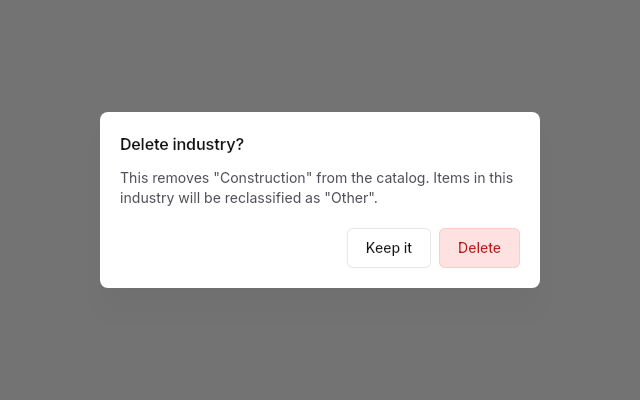 Delete industry?
This removes "Construction" from the catalog. Items in this
industry will be reclassified as "Other".
Keep it
Delete